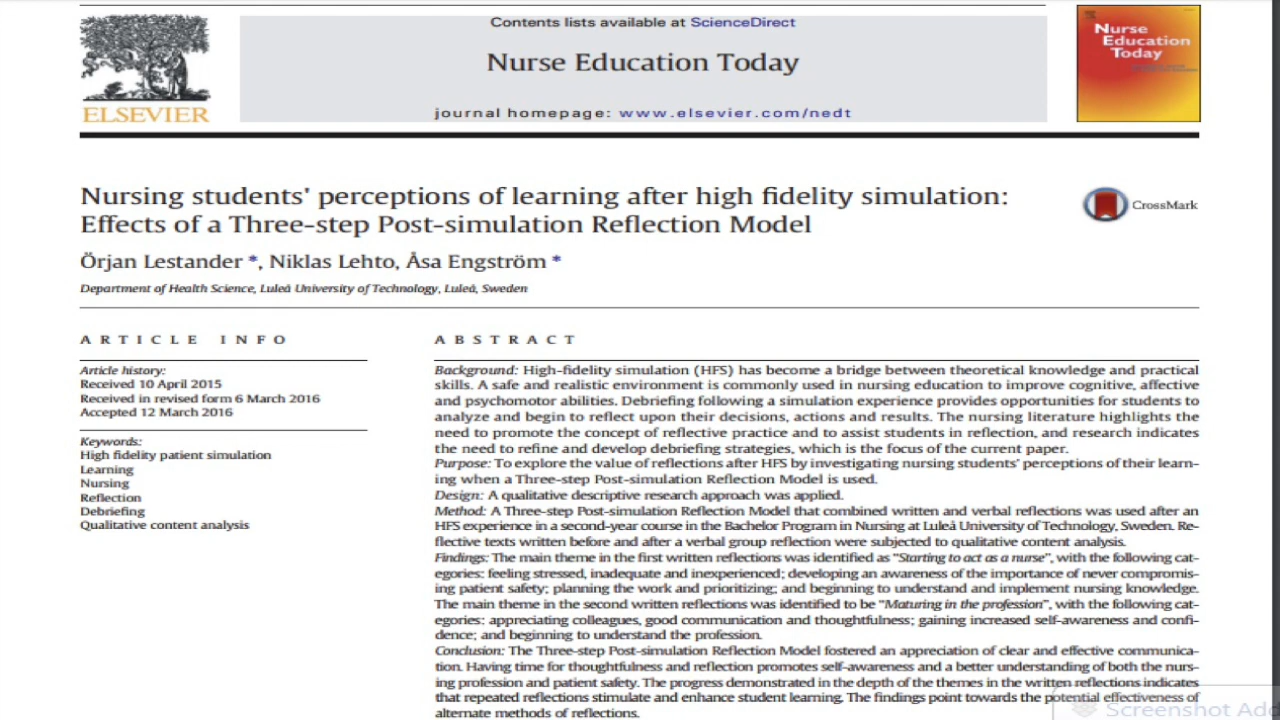 Contents lists available at ScienceDirect
Nurse Education Today
journal homepage: www.elsevier.com/nedt
ELSEVIER
Nurse
Education
Today
Nursing students' perceptions of learning after high fidelity simulation:
Effects of a Three-step Post-simulation Reflection Model
CrossMark
Örjan Lestander *, Niklas Lehto, Åsa Engström *
Department of Health Science, Luleå University of Technology, Luleå, Sweden
ARTICLE INFO
Article history:
Received 10 April 2015
Received in revised form 6 March 2016
Accepted 12 March 2016
Keywords:
High fidelity patient simulation
Learning
Nursing
Reflection
Debriefing
Qualitative content analysis
ABSTRACT
Background: High-fidelity simulation (HFS) has become a bridge between theoretical knowledge and practical
skills. A safe and realistic environment is commonly used in nursing education to improve cognitive, affective
and psychomotor abilities. Debriefing following a simulation experience provides opportunities for students to
analyze and begin to reflect upon their decisions, actions and results. The nursing literature highlights the
need to promote the concept of reflective practice and to assist students in reflection, and research indicates
the need to refine and develop debriefing strategies, which is the focus of the current paper.
Purpose: To explore the value of reflections after HFS by investigating nursing students' perceptions of their learn-
ing when a Three-step Post-simulation Reflection Model is used.
Design: A qualitative descriptive research approach was applied.
Method: A Three-step Post-simulation Reflection Model that combined written and verbal reflections was used after an
HFS experience in a second-year course in the Bachelor Program in Nursing at Luleå University of Technology, Sweden. Re-
flective texts written before and after a verbal group reflection were subjected to qualitative content analysis.
Findings: The main theme in the first written reflections was identified as "Starting to act as a nurse", with the following cat-
egories: feeling stressed, inadequate and inexperienced; developing an awareness of the importance of never compromis-
ing patient safety; planning the work and prioritizing; and beginning to understand and implement nursing knowledge.
The main theme in the second written reflections was identified to be "Maturing in the profession", with the following cat-
egories: appreciating colleagues, good communication and thoughtfulness; gaining increased self-awareness and confi-
dence; and beginning to understand the profession.
Conclusion: The Three-step Post-simulation Reflection Model fostered an appreciation of clear and effective communica-
tion. Having time for thoughtfulness and reflection promotes self-awareness and a better understanding of both the nurs-
ing profession and patient safety. The progress demonstrated in the depth of the themes in the written reflections indicates
that repeated reflections stimulate and enhance student learning. The findings point towards the potential effectiveness of
alternate methods of reflections.
Screenshot Add